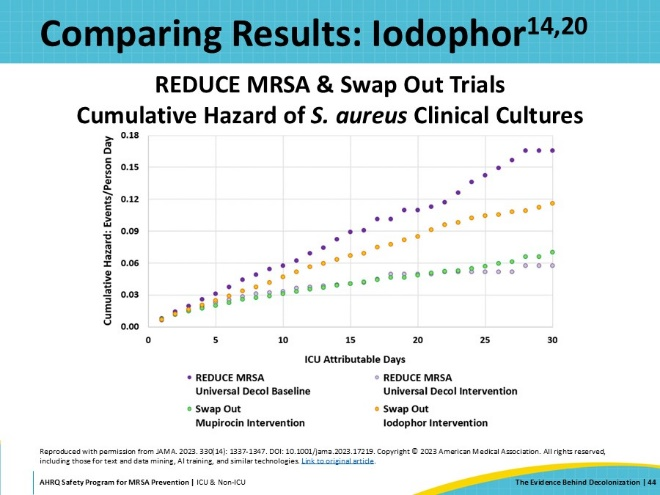 Comparing Results: Iodophor14,20
REDUCE MRSA & Swap Out Trials
Cumulative Hazard of S. aureus Clinical Cultures
Cumulative Hazard: Events/Person Day
0.18
0.15
0.12
0.09
0.06
0.03
0.00
0 5 10 15 20 25 30
ICU Attributable Days
REDUCE MRSA
Universal Decol Baseline
REDUCE MRSA
Universal Decol Intervention
Swap Out
Mupirocin Intervention
Swap Out
Iodophor Intervention
Reproduced with permission from JAMA. 2023. 330(14): 1337-1347. DOI: 10.1001/jama.2023.17219. Copyright © 2023 American Medical Association. All rights reserved,
including those for text and data mining, AI training, and similar technologies. Link to original article.
AHRQ Safety Program for MRSA Prevention | ICU & Non-ICU
The Evidence Behind Decolonization | 44